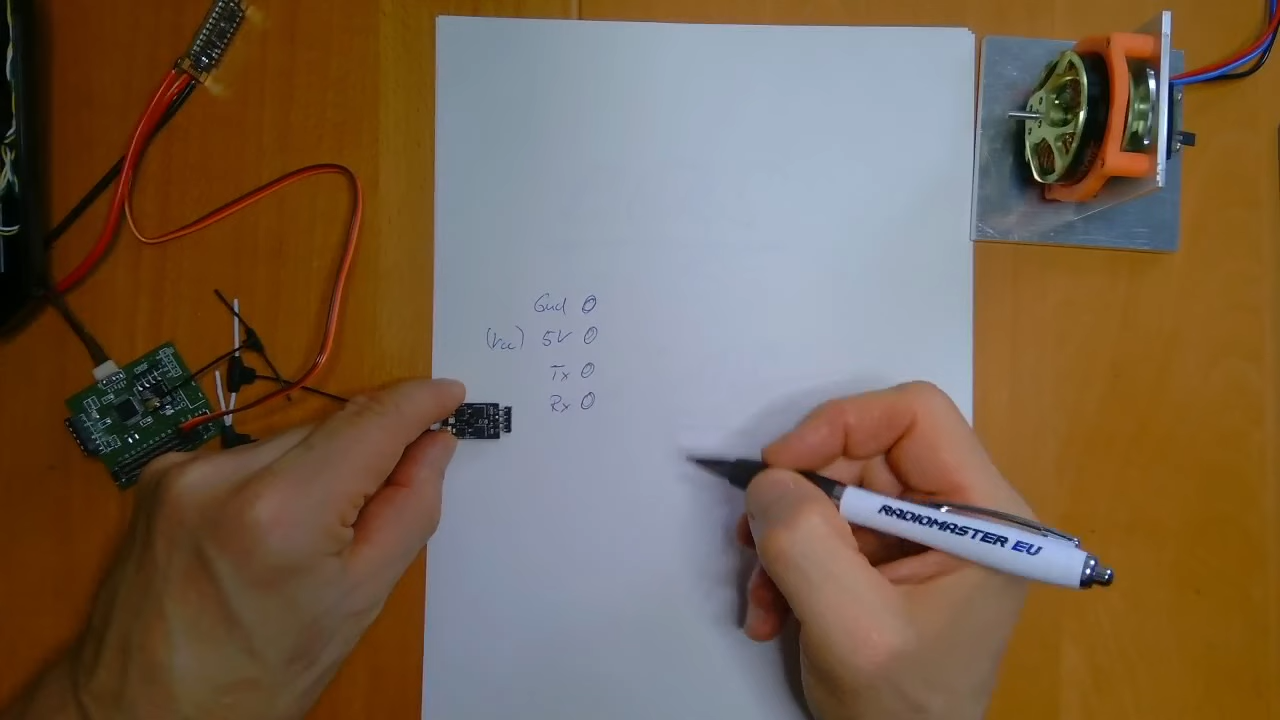 Gnd O
(Vcc) 5V O
Tx O
Rx O
RADIOMASTER EU